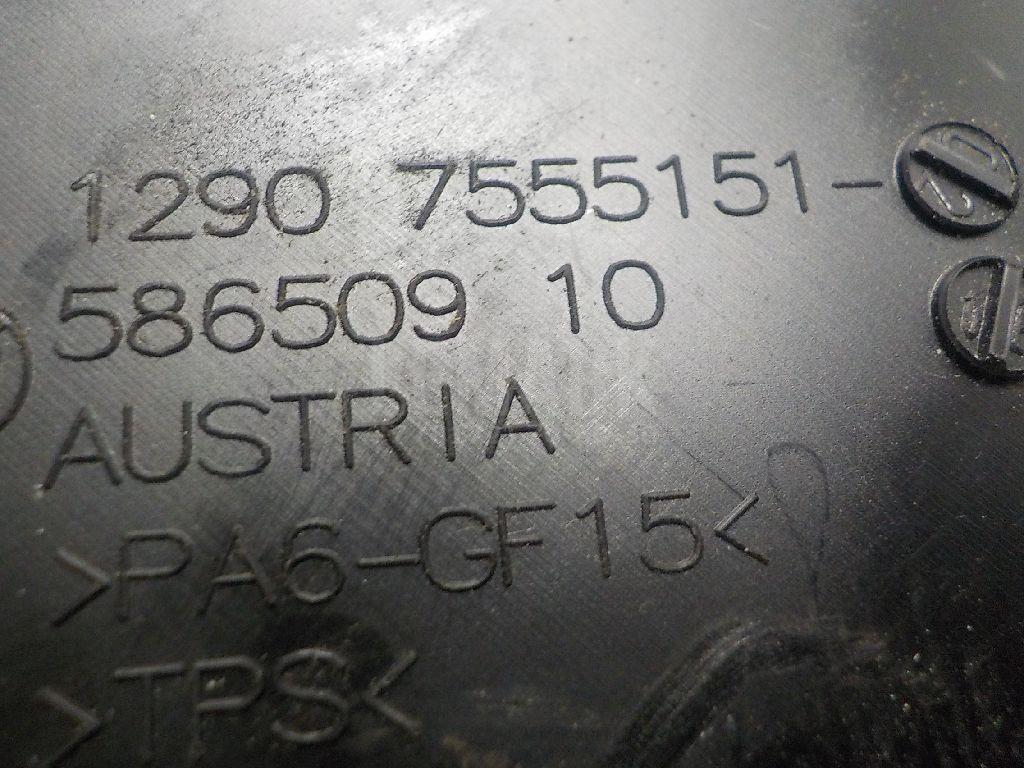 1290 7555151-
586509 10
AUSTRIA
>PA6-GF15<
>TPS<